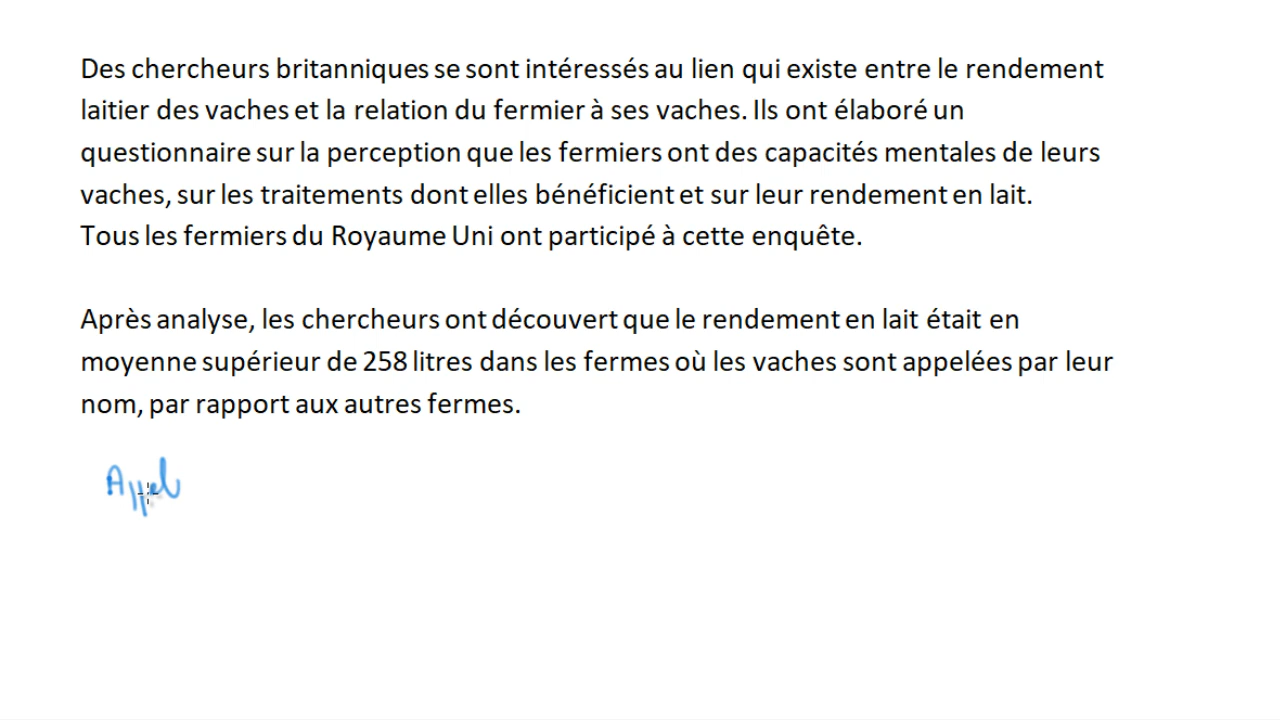 Des chercheurs britanniques se sont intéressés au lien qui existe entre le rendement
laitier des vaches et la relation du fermier à ses vaches. Ils ont élaboré un
questionnaire sur la perception que les fermiers ont des capacités mentales de leurs
vaches, sur les traitements dont elles bénéficient et sur leur rendement en lait.
Tous les fermiers du Royaume Uni ont participé à cette enquête.
Après analyse, les chercheurs ont découvert que le rendement en lait était en
moyenne supérieur de 258 litres dans les fermes où les vaches sont appelées par leur
nom, par rapport aux autres fermes.
Appel